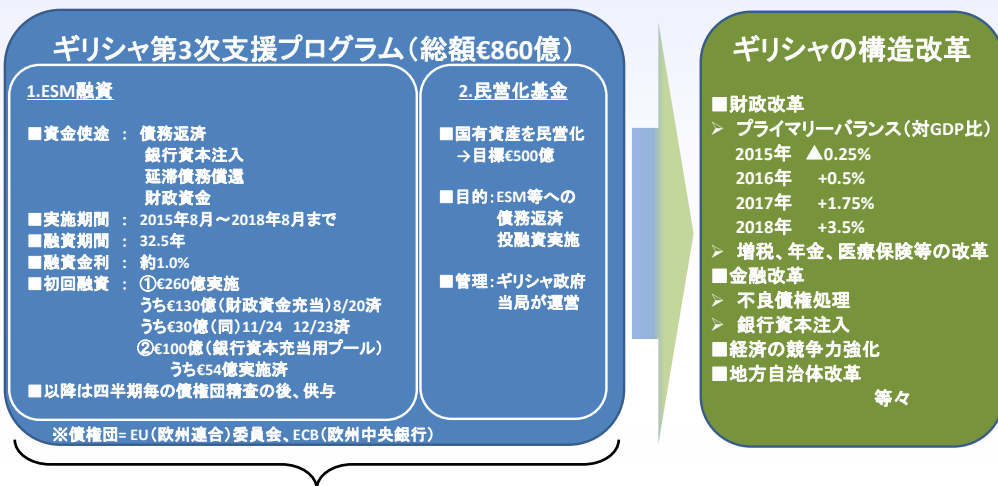 ギリシャ第3次支援プログラム（総額€860億）
1.ESM融資
■資金使途 ： 債務返済
銀行資本注入
延滞債務償還
財政資金
■実施期間 ： 2015年8月～2018年8月まで
■融資期間 ： 32.5年
■融資金利 ： 約1.0%
■初回融資 ： ①€260億実施
うち€130億（財政資金充当）8/20済
うち€30億（同）11/24 12/23済
②€100億（銀行資本充当用プール）
うち€54億実施済
■以降は四半期毎の債権団精査の後、供与
2.民営化基金
■国有資産を民営化
→目標€500億
■目的：ESM等への
債務返済
投融資実施
■管理：ギリシャ政府
当局が運営
※債権団= EU（欧州連合）委員会、ECB（欧州中央銀行）
ギリシャの構造改革
■財政改革
➢ プライマリーバランス（対GDP比）
2015年 ▲0.25%
2016年 +0.5%
2017年 +1.75%
2018年 +3.5%
➢ 増税、年金、医療保険等の改革
■金融改革
➢ 不良債権処理
➢ 銀行資本注入
■経済の競争力強化
■地方自治体改革
等々